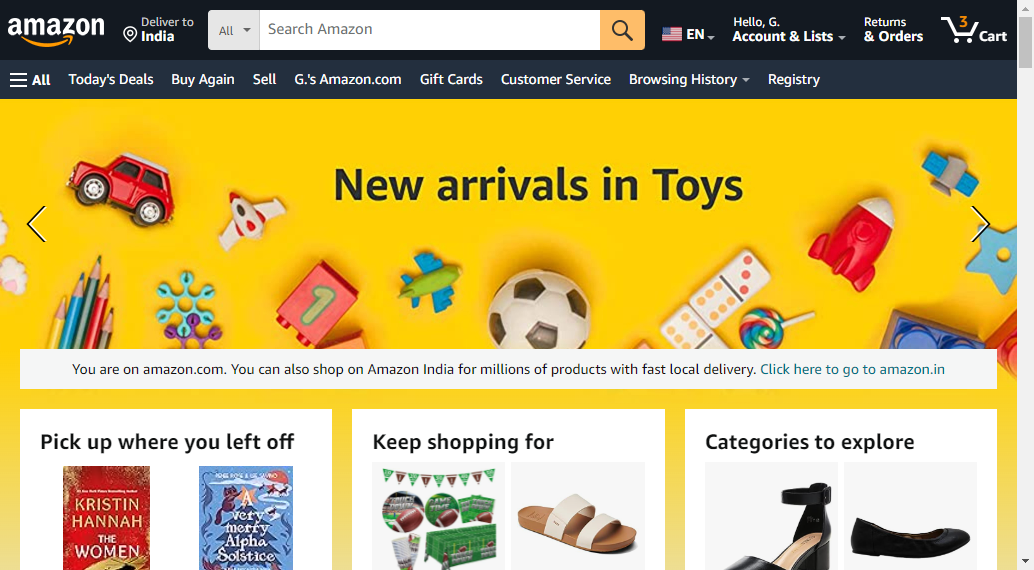 amazon
Deliver to
India
All
Search Amazon
EN
Hello, G.
Account & Lists
Returns
& Orders
3
Cart
All
Today's Deals
Buy Again
Sell
G.'s Amazon.com
Gift Cards
Customer Service
Browsing History
Registry
New arrivals in Toys
1
You are on amazon.com. You can also shop on Amazon India for millions of products with fast local delivery. Click here to go to amazon.in
Pick up where you left off
Keep shopping for
Categories to explore
KRISTIN
HANNAH
THE
WOMEN
A
very
merry
Alpha
Solstice
GAME
TIME